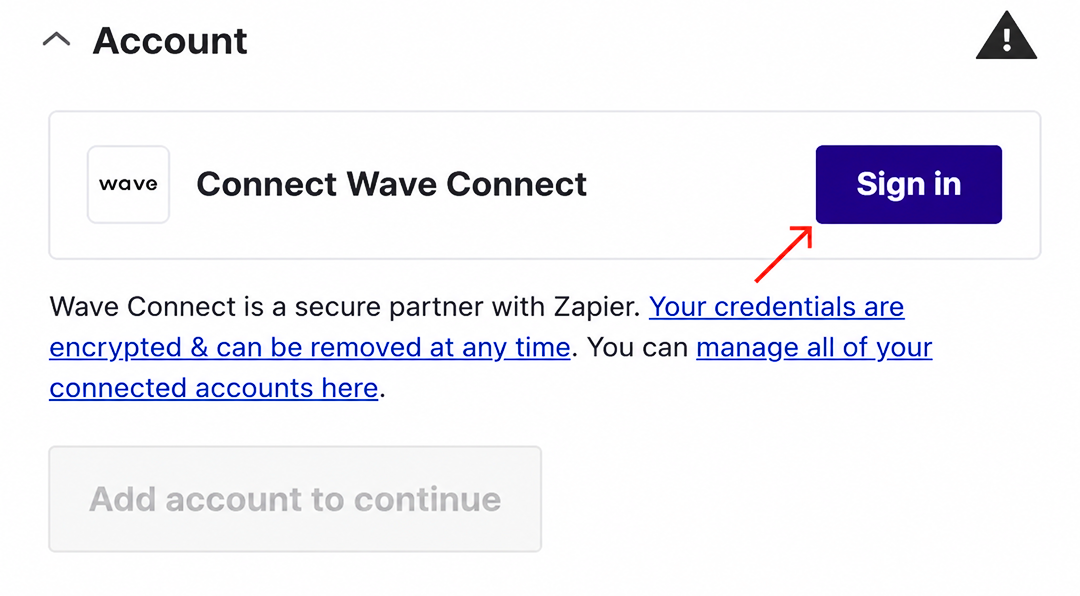 Account
wave
Connect Wave Connect
Sign in
Wave Connect is a secure partner with Zapier. Your credentials are
encrypted & can be removed at any time. You can manage all of your
connected accounts here.
Add account to continue